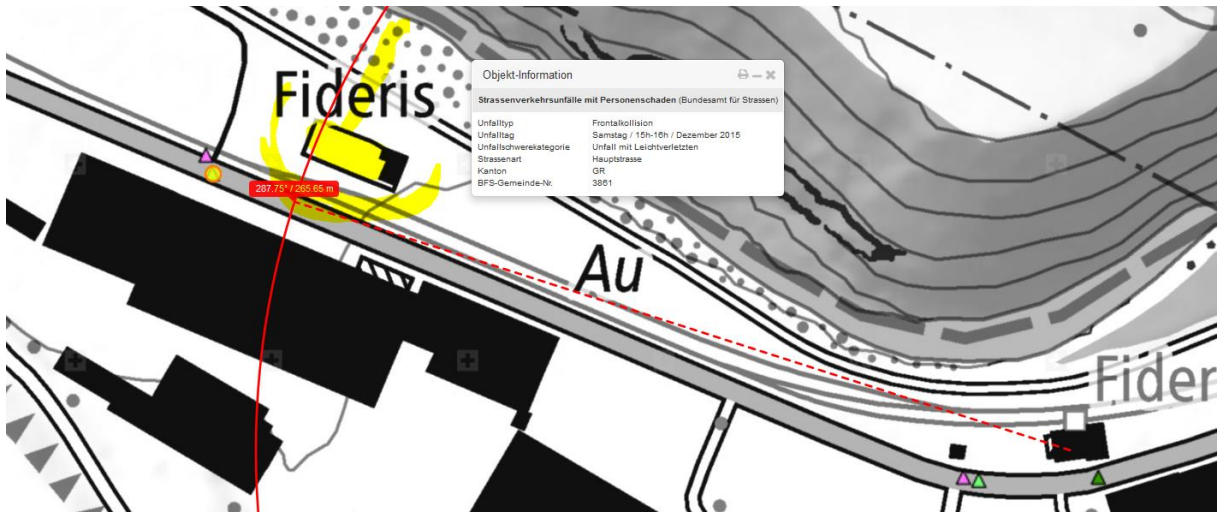 Fideris
Objekt-Information
Strassenverkehrsunfälle mit Personenschaden (Bundesamt für Strassen)
Unfalltyp Frontalkollision
Unfalltag Samstag / 15h-16h / Dezember 2015
Unfallschwerekategorie Unfall mit Leichtverletzten
Strassenart Hauptstrasse
Kanton GR
BFS-Gemeinde-Nr. 3861
287.75° / 265.65 m
Au
Fider